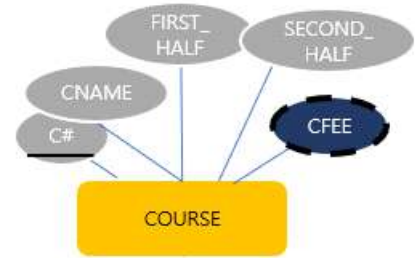 FIRST_
HALF
SECOND_
HALF
CNAME
CFEE
C#
COURSE